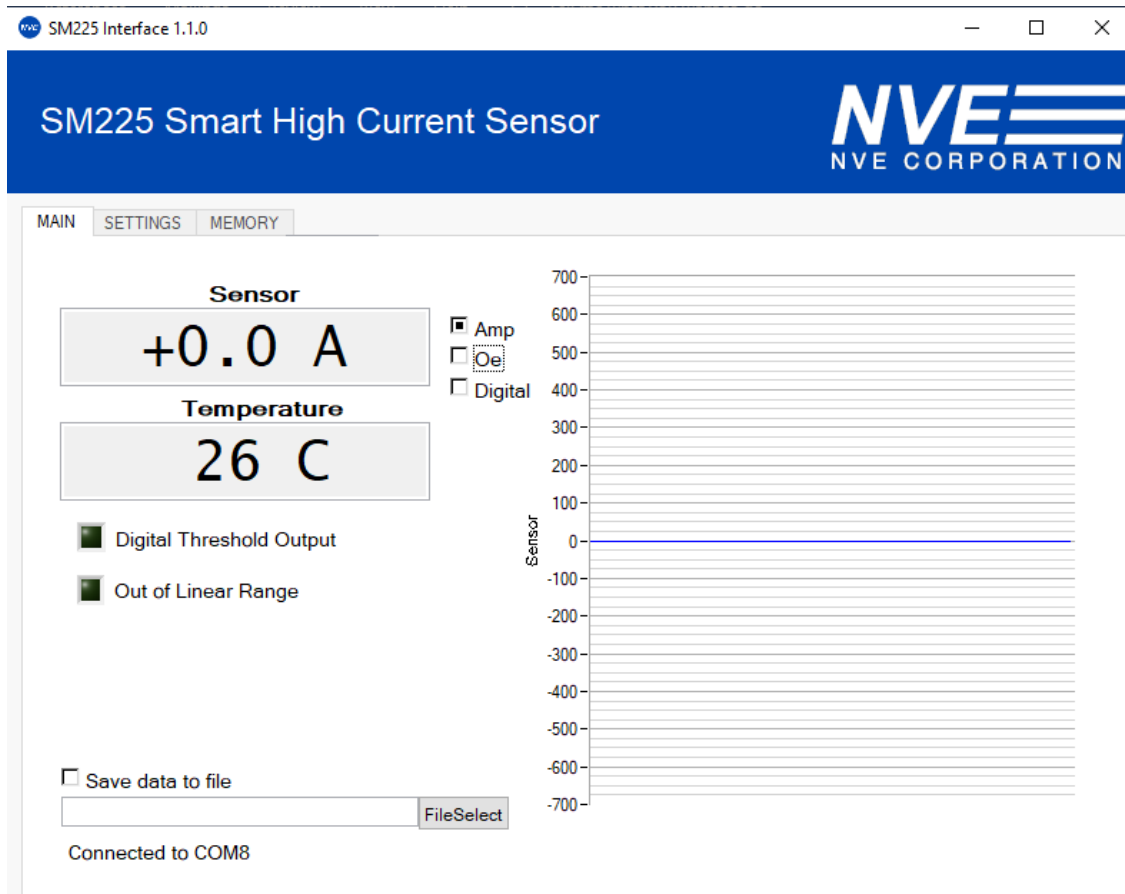 nve SM225 Interface 1.1.0
SM225 Smart High Current Sensor
NVE
NVE CORPORATION
MAIN SETTINGS MEMORY
Sensor
+0.0 A
Amp
Oe
Digital
Temperature
26 C
Digital Threshold Output
Out of Linear Range
Save data to file
FileSelect
Connected to COM8
Sensor
700
600
500
400
300
200
100
0
-100
-200
-300
-400
-500
-600
-700